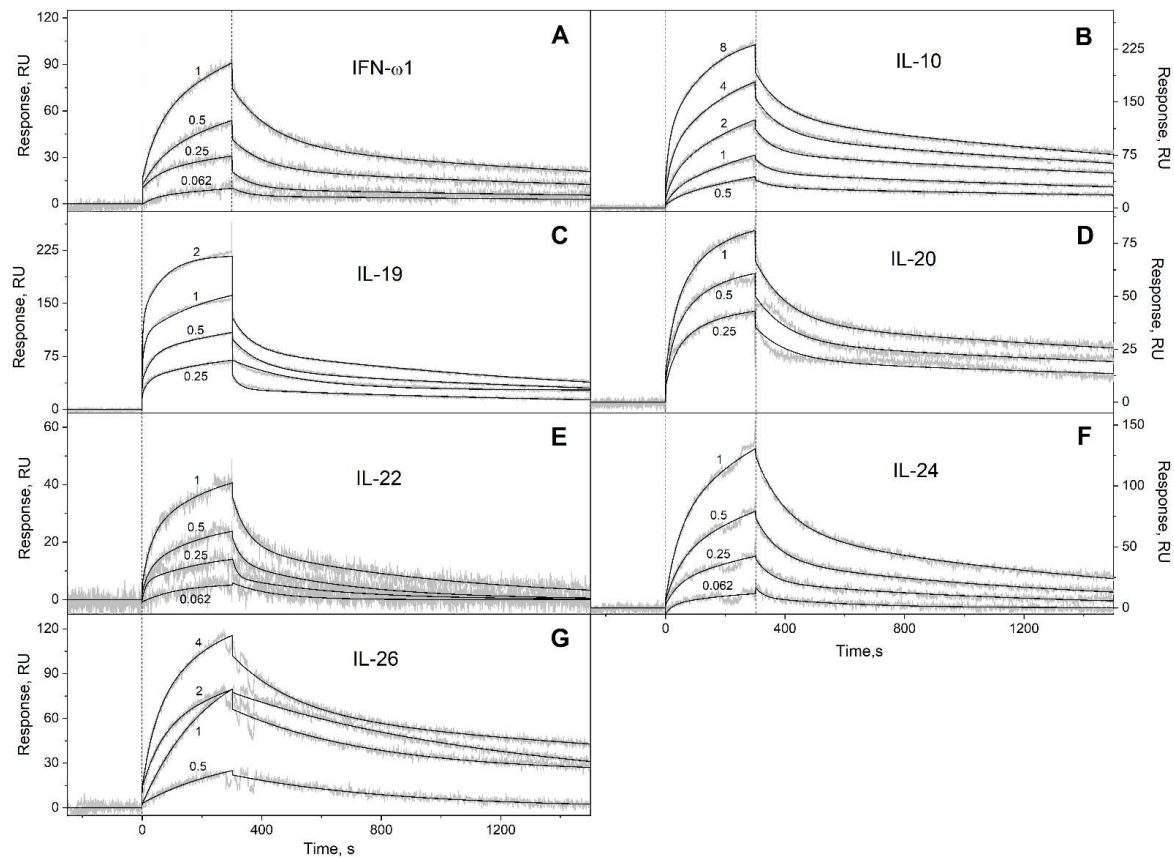 120
90
60
30
0
Response, RU
A
IFN-ω1
1
0.5
0.25
0.062
B
IL-10
8
4
2
1
0.5
225
150
75
0
Response, RU
225
150
75
0
Response, RU
C
IL-19
2
1
0.5
0.25
D
IL-20
1
0.5
0.25
75
50
25
0
Response, RU
60
40
20
0
Response, RU
E
IL-22
1
0.5
0.25
0.062
F
IL-24
1
0.5
0.25
0.062
150
100
50
0
Response, RU
0 400 800 1200
Time,s
120
90
60
30
0
Response, RU
G
IL-26
4
2
1
0.5
0 400 800 1200
Time, s